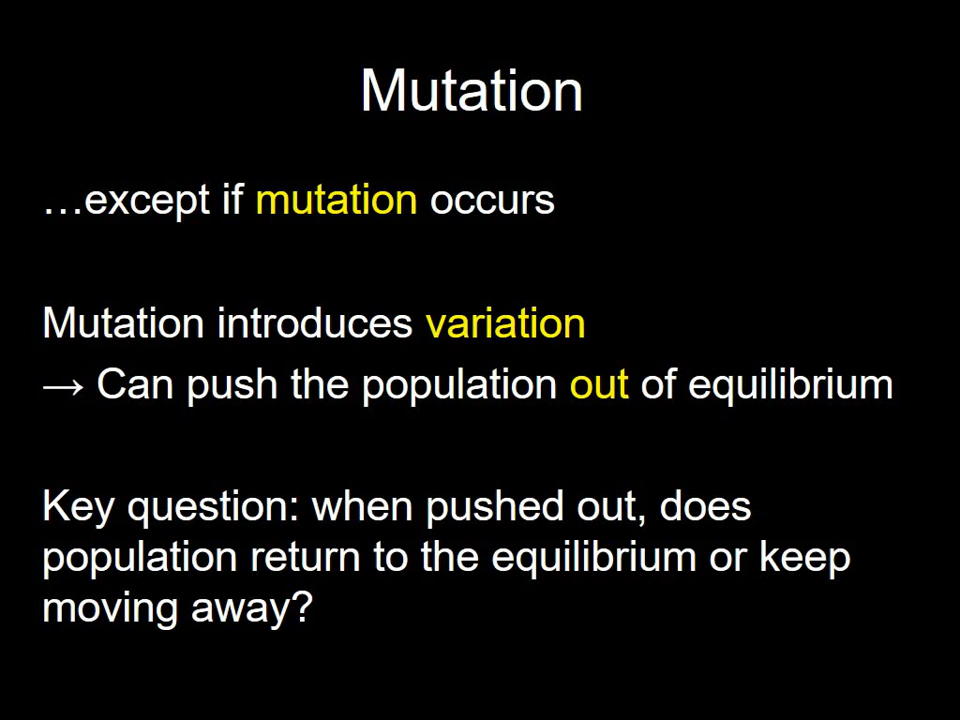 Mutation
…except if mutation occurs
Mutation introduces variation
→ Can push the population out of equilibrium
Key question: when pushed out, does
population return to the equilibrium or keep
moving away?